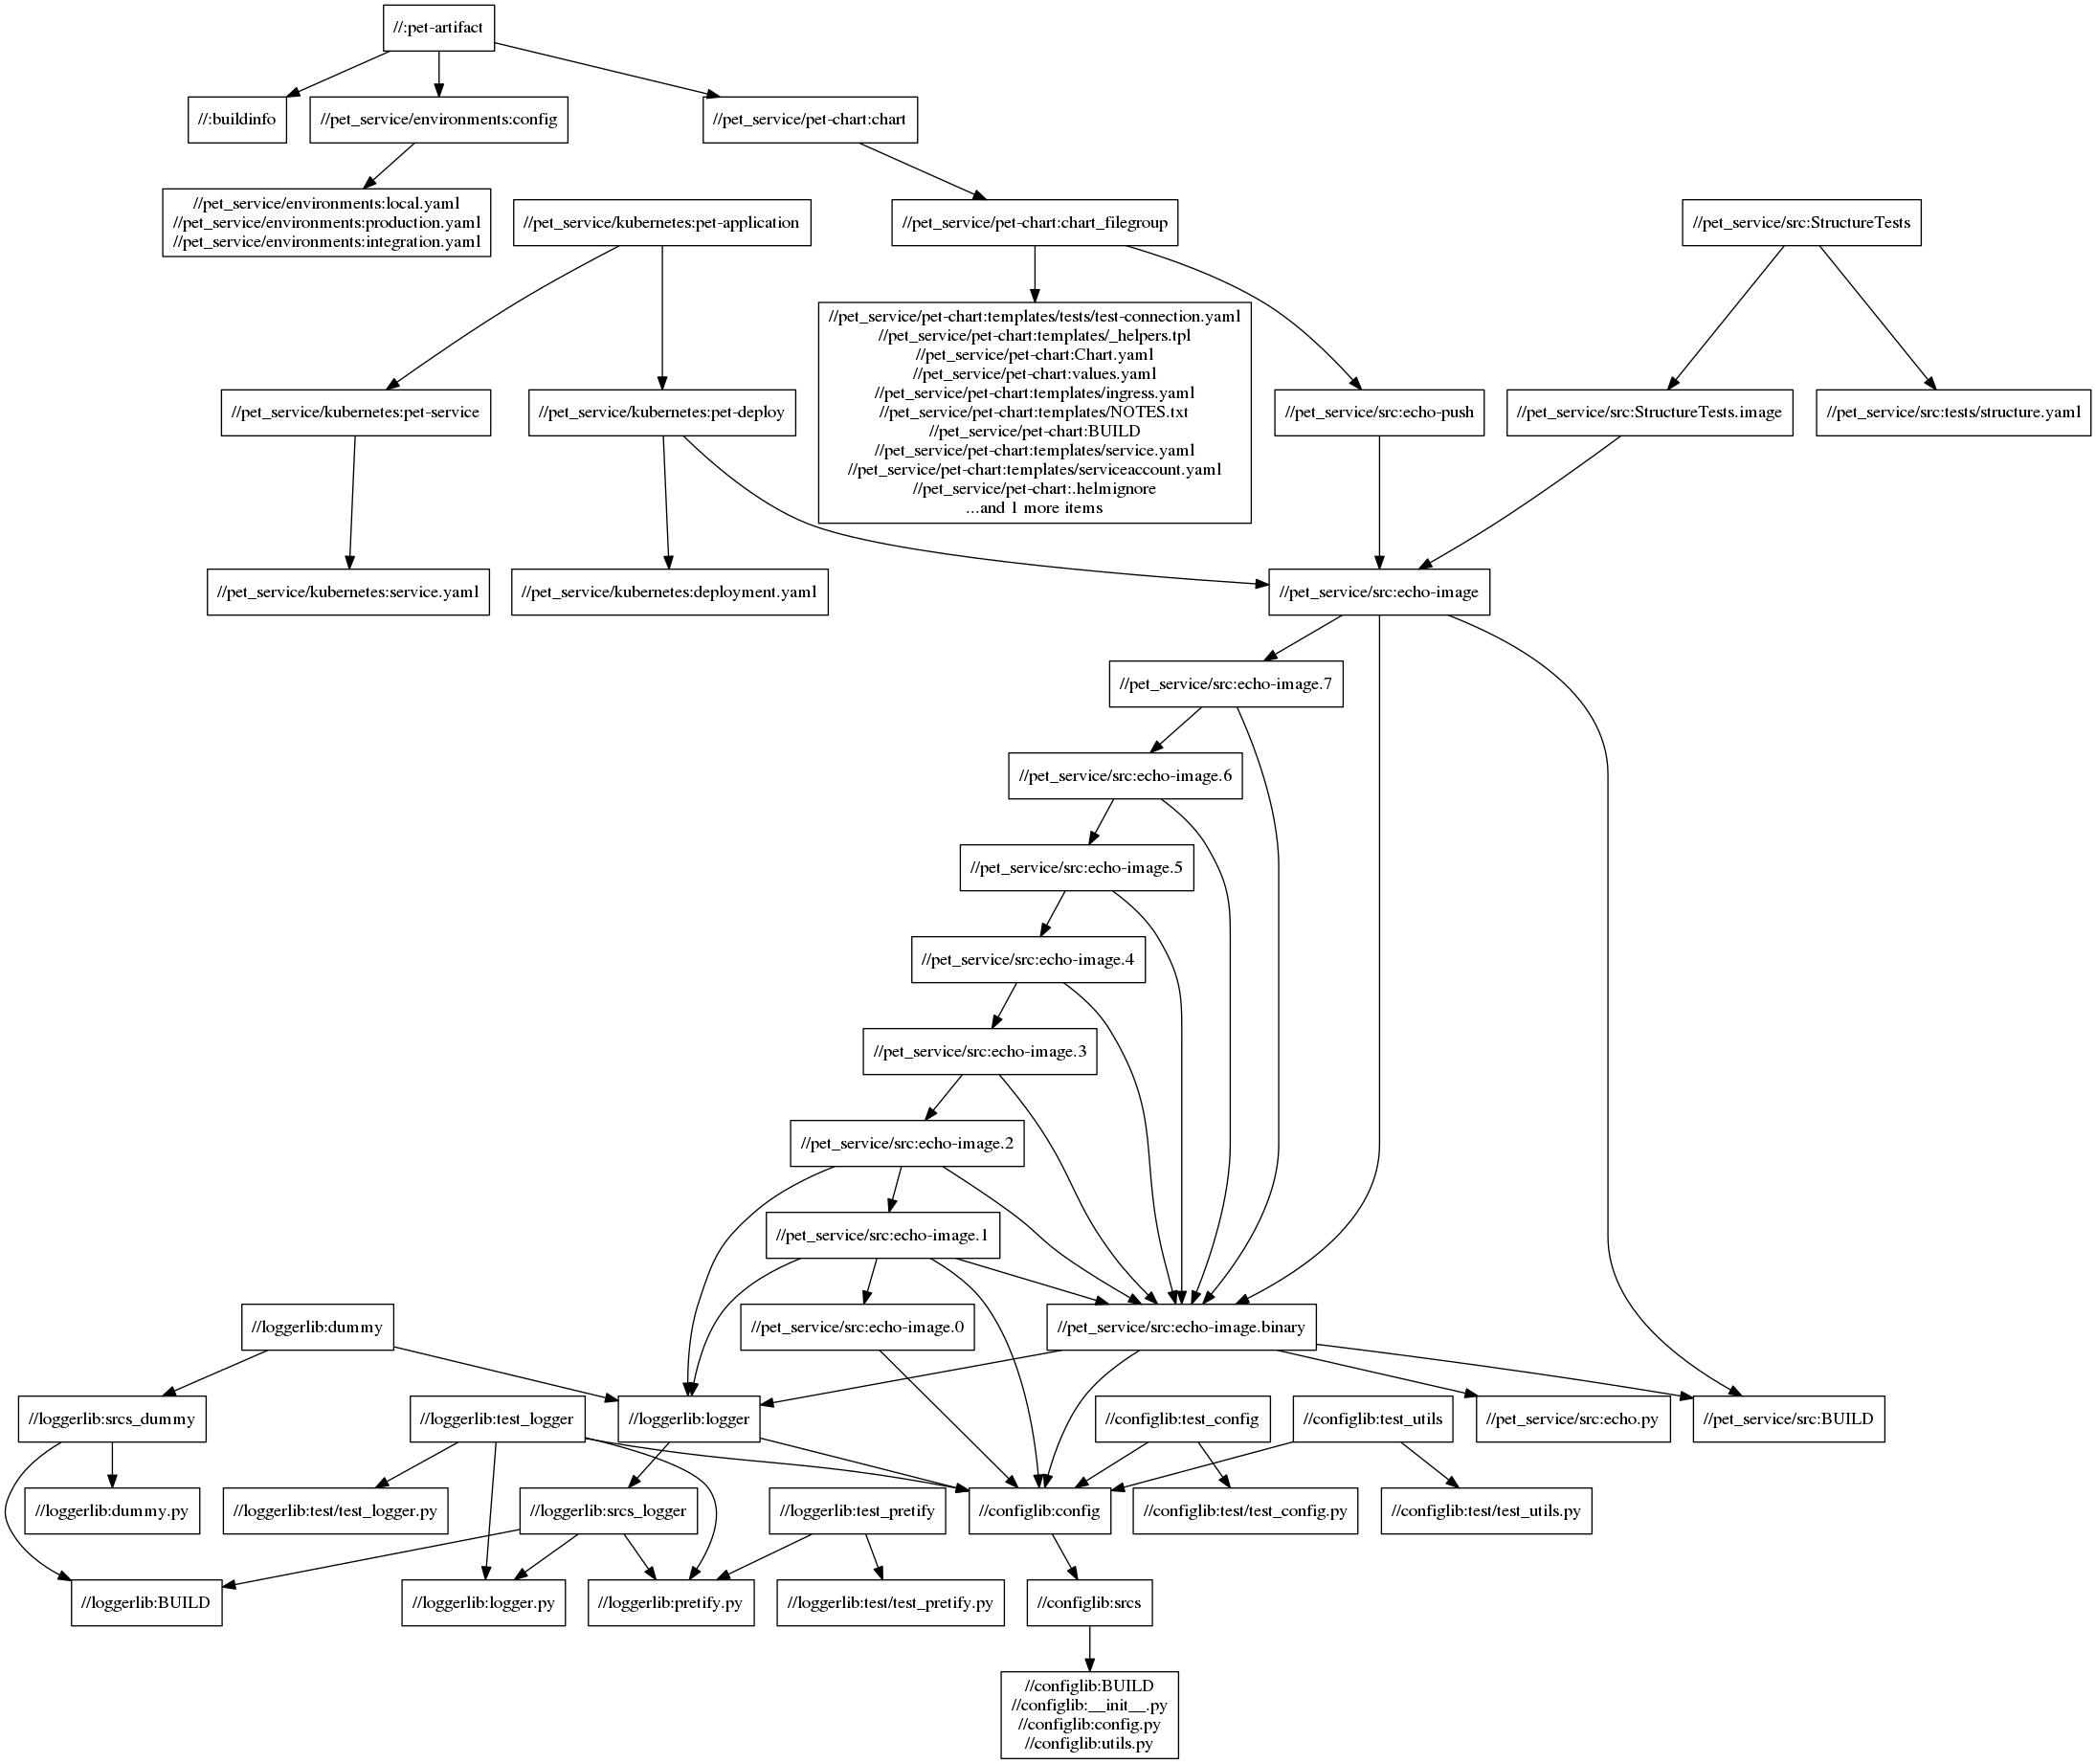 //:pet-artifact
//:buildinfo
//pet_service/environments:config
//pet_service/pet-chart:chart
//pet_service/environments:local.yaml
//pet_service/environments:production.yaml
//pet_service/environments:integration.yaml
//pet_service/kubernetes:pet-application
//pet_service/pet-chart:chart_filegroup
//pet_service/src:StructureTests
//pet_service/kubernetes:pet-service
//pet_service/kubernetes:pet-deploy
//pet_service/pet-chart:templates/tests/test-connection.yaml
//pet_service/pet-chart:templates/_helpers.tpl
//pet_service/pet-chart:Chart.yaml
//pet_service/pet-chart:values.yaml
//pet_service/pet-chart:templates/ingress.yaml
//pet_service/pet-chart:templates/NOTES.txt
//pet_service/pet-chart:BUILD
//pet_service/pet-chart:templates/service.yaml
//pet_service/pet-chart:templates/serviceaccount.yaml
//pet_service/pet-chart:.helmignore
...and 1 more items
//pet_service/src:echo-push
//pet_service/src:StructureTests.image
//pet_service/src:tests/structure.yaml
//pet_service/kubernetes:service.yaml
//pet_service/kubernetes:deployment.yaml
//pet_service/src:echo-image
//pet_service/src:echo-image.7
//pet_service/src:echo-image.6
//pet_service/src:echo-image.5
//pet_service/src:echo-image.4
//pet_service/src:echo-image.3
//pet_service/src:echo-image.2
//pet_service/src:echo-image.1
//loggerlib:dummy
//pet_service/src:echo-image.0
//pet_service/src:echo-image.binary
//loggerlib:srcs_dummy
//loggerlib:test_logger
//loggerlib:logger
//configlib:test_config
//configlib:test_utils
//pet_service/src:echo.py
//pet_service/src:BUILD
//loggerlib:dummy.py
//loggerlib:test/test_logger.py
//loggerlib:srcs_logger
//loggerlib:test_pretify
//configlib:config
//configlib:test/test_config.py
//configlib:test/test_utils.py
//loggerlib:BUILD
//loggerlib:logger.py
//loggerlib:pretify.py
//loggerlib:test/test_pretify.py
//configlib:srcs
//configlib:BUILD
//configlib:__init__.py
//configlib:config.py
//configlib:utils.py